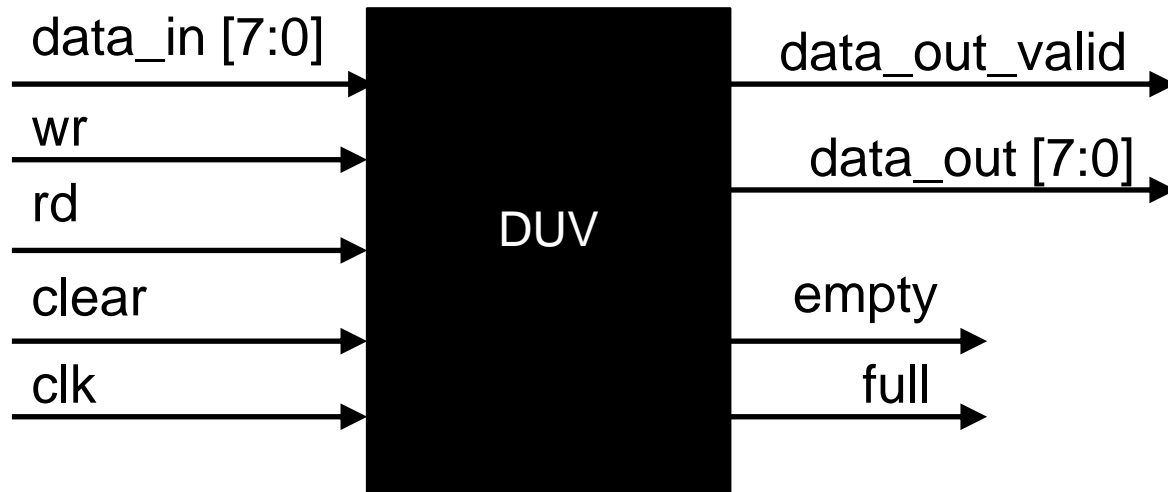 data_in [7:0]
wr
rd
clear
clk
DUV
data_out_valid
data_out [7:0]
empty
full